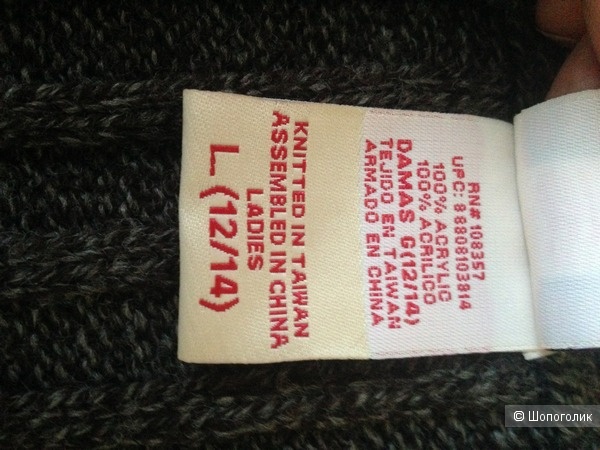 RN# 108357
UPC: 8 8808103814
100% ACRYLIC
100% ACRILICO
DAMAS G(12/14)
TEJIDO EN TAIWAN
ARMADO EN CHINA
KNITTED IN TAIWAN
ASSEMBLED IN CHINA
LADIES
L (12/14)
© Шопоголик